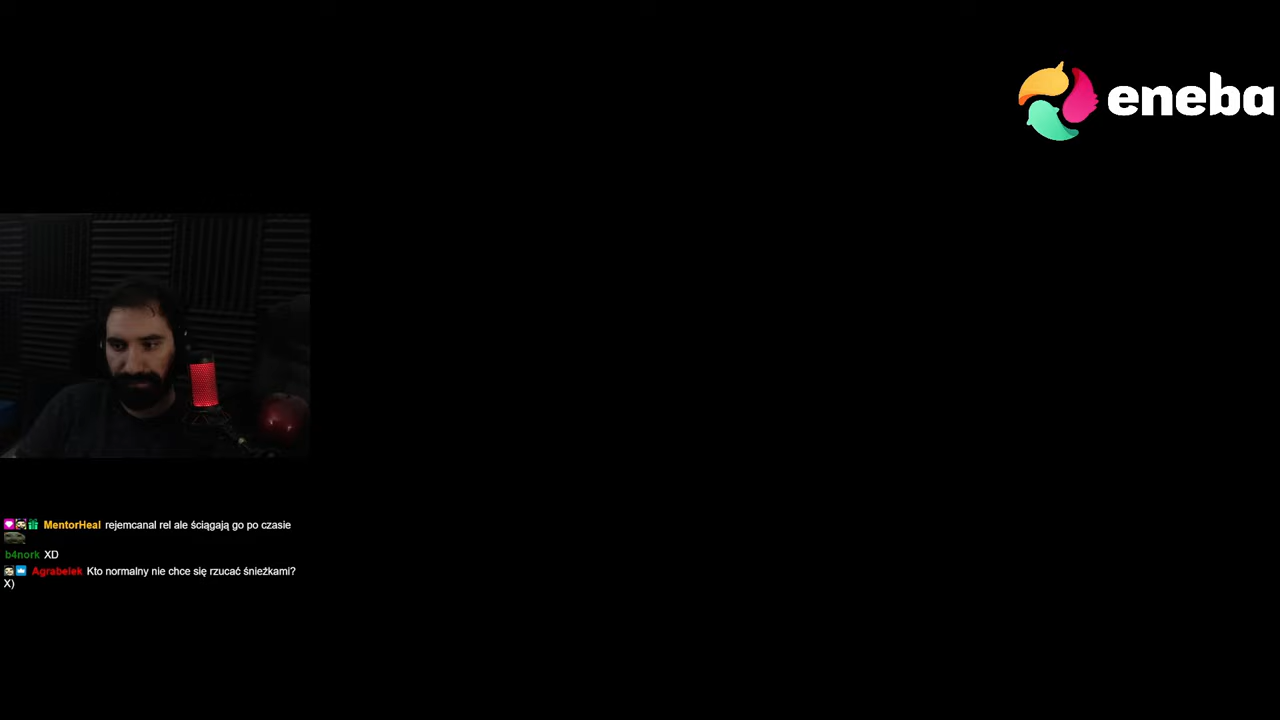 eneba
MentorHeal rejemcanal rel ale ściągają go po czasie
b4nork XD
Agrabelek Kto normalny nie chce się rzucać śnieżkami?
X)